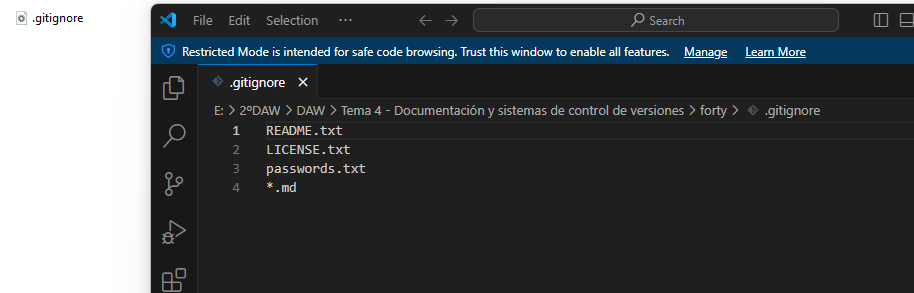 .gitignore
File Edit Selection ··· Search
Restricted Mode is intended for safe code browsing. Trust this window to enable all features. Manage Learn More
.gitignore
E: > 2ºDAW > DAW > Tema 4 - Documentación y sistemas de control de versiones > forty > .gitignore
1 README.txt
2 LICENSE.txt
3 passwords.txt
4 *.md